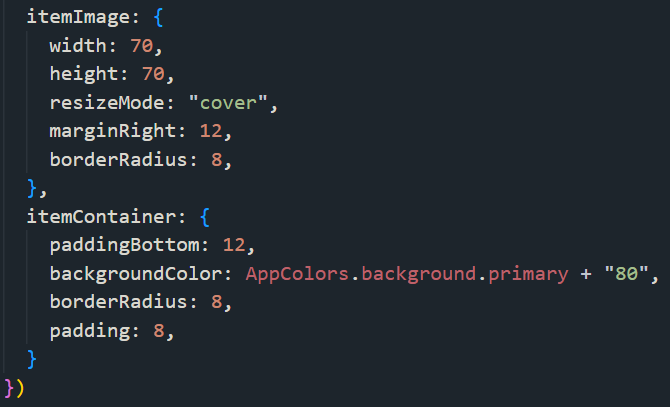 itemImage: {
width: 70,
height: 70,
resizeMode: "cover",
marginRight: 12,
borderRadius: 8,
},
itemContainer: {
paddingBottom: 12,
backgroundColor: AppColors.background.primary + "80",
borderRadius: 8,
padding: 8,
}
})